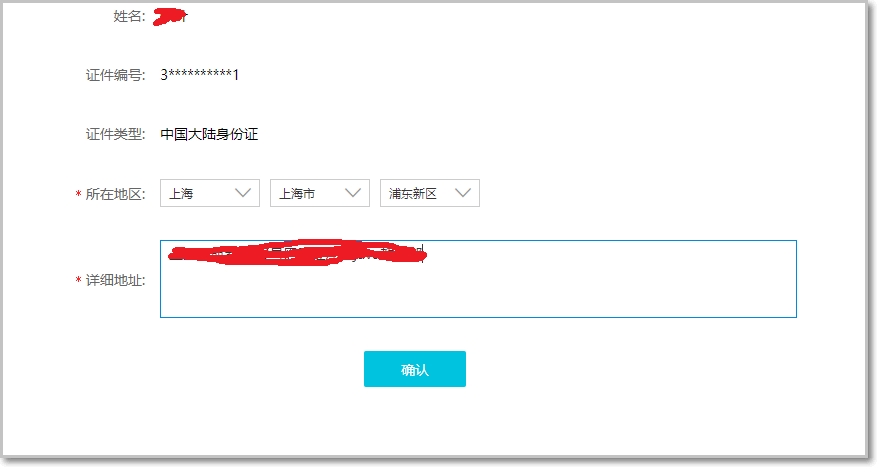 姓名:
证件编号: 3**********1
证件类型: 中国大陆身份证
* 所在地区: 上海 上海市 浦东新区
* 详细地址:
确认